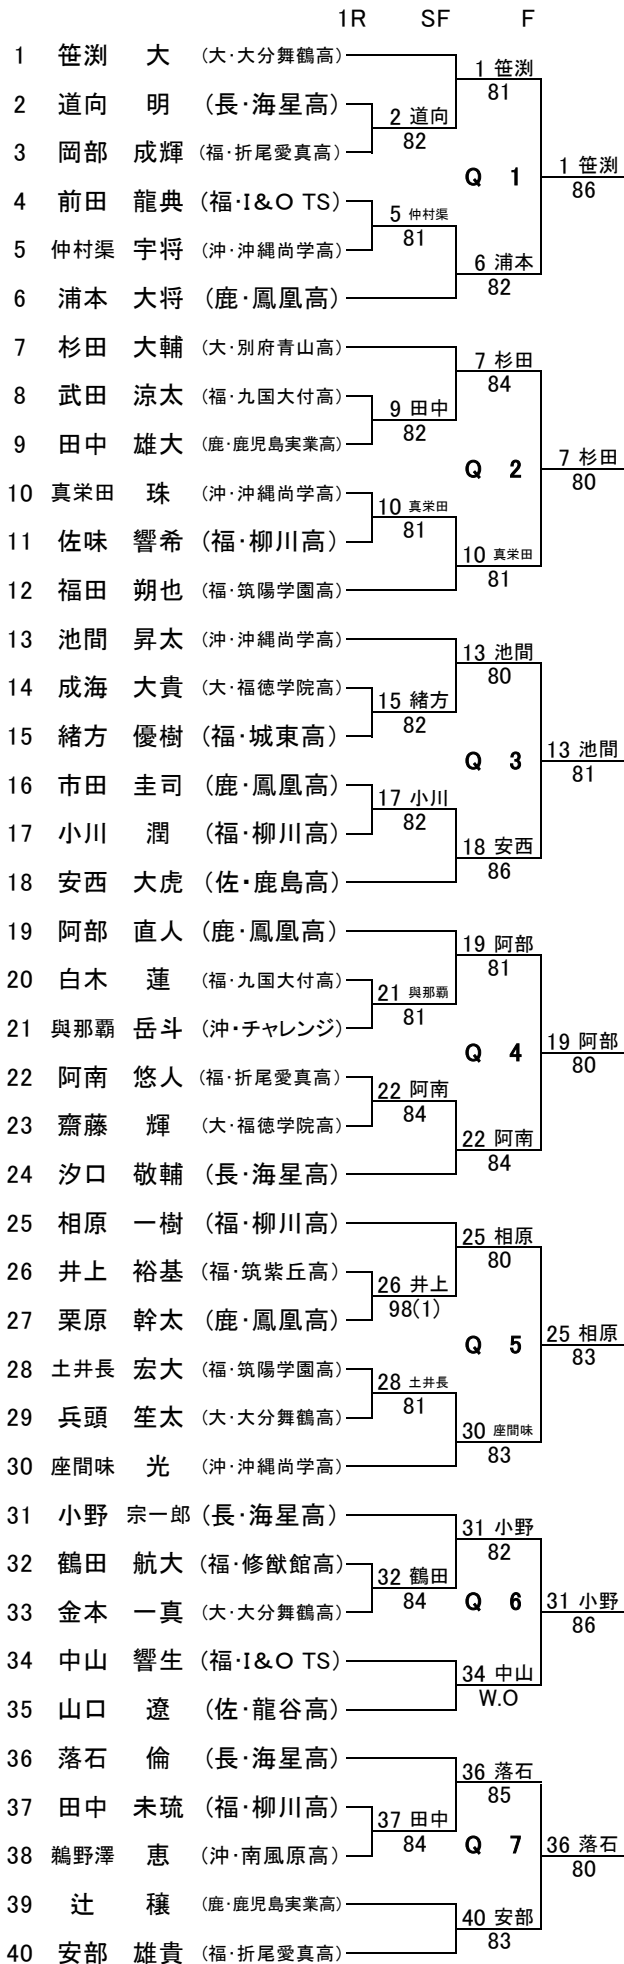 1R SF F
1 笹渕 大 (大・大分舞鶴高)
1 笹渕
81
2 道向 明 (長・海星高)
2 道向
82
3 岡部 成輝 (福・折尾愛真高)
Q 1
1 笹渕
86
4 前田 龍典 (福・I&O TS)
5 仲村渠
81
5 仲村渠 宇将 (沖・沖縄尚学高)
6 浦本
82
6 浦本 大将 (鹿・鳳凰高)
7 杉田 大輔 (大・別府青山高)
7 杉田
84
8 武田 涼太 (福・九国大付高)
9 田中
82
9 田中 雄大 (鹿・鹿児島実業高)
Q 2
7 杉田
80
10 真栄田 珠 (沖・沖縄尚学高)
10 真栄田
81
11 佐味 響希 (福・柳川高)
10 真栄田
81
12 福田 朔也 (福・筑陽学園高)
13 池間 昇太 (沖・沖縄尚学高)
13 池間
80
14 成海 大貴 (大・福徳学院高)
15 緒方
82
15 緒方 優樹 (福・城東高)
Q 3
13 池間
81
16 市田 圭司 (鹿・鳳凰高)
17 小川
82
17 小川 潤 (福・柳川高)
18 安西
86
18 安西 大虎 (佐・鹿島高)
19 阿部 直人 (鹿・鳳凰高)
19 阿部
81
20 白木 蓮 (福・九国大付高)
21 與那覇
81
21 與那覇 岳斗 (沖・チャレンジ)
Q 4
19 阿部
80
22 阿南 悠人 (福・折尾愛真高)
22 阿南
84
23 齋藤 輝 (大・福徳学院高)
22 阿南
84
24 汐口 敬輔 (長・海星高)
25 相原 一樹 (福・柳川高)
25 相原
80
26 井上 裕基 (福・筑紫丘高)
26 井上
98(1)
27 栗原 幹太 (鹿・鳳凰高)
Q 5
25 相原
83
28 土井長 宏大 (福・筑陽学園高)
28 土井長
81
29 兵頭 笙太 (大・大分舞鶴高)
30 座間味
83
30 座間味 光 (沖・沖縄尚学高)
31 小野 宗一郎 (長・海星高)
31 小野
82
32 鶴田 航大 (福・修猷館高)
32 鶴田
84
33 金本 一真 (大・大分舞鶴高)
Q 6
31 小野
86
34 中山 響生 (福・I&O TS)
34 中山
W.O
35 山口 遼 (佐・龍谷高)
36 落石 倫 (長・海星高)
36 落石
85
37 田中 未琉 (福・柳川高)
37 田中
84
38 鵜野澤 恵 (沖・南風原高)
Q 7
36 落石
80
39 辻 穣 (鹿・鹿児島実業高)
40 安部
83
40 安部 雄貴 (福・折尾愛真高)